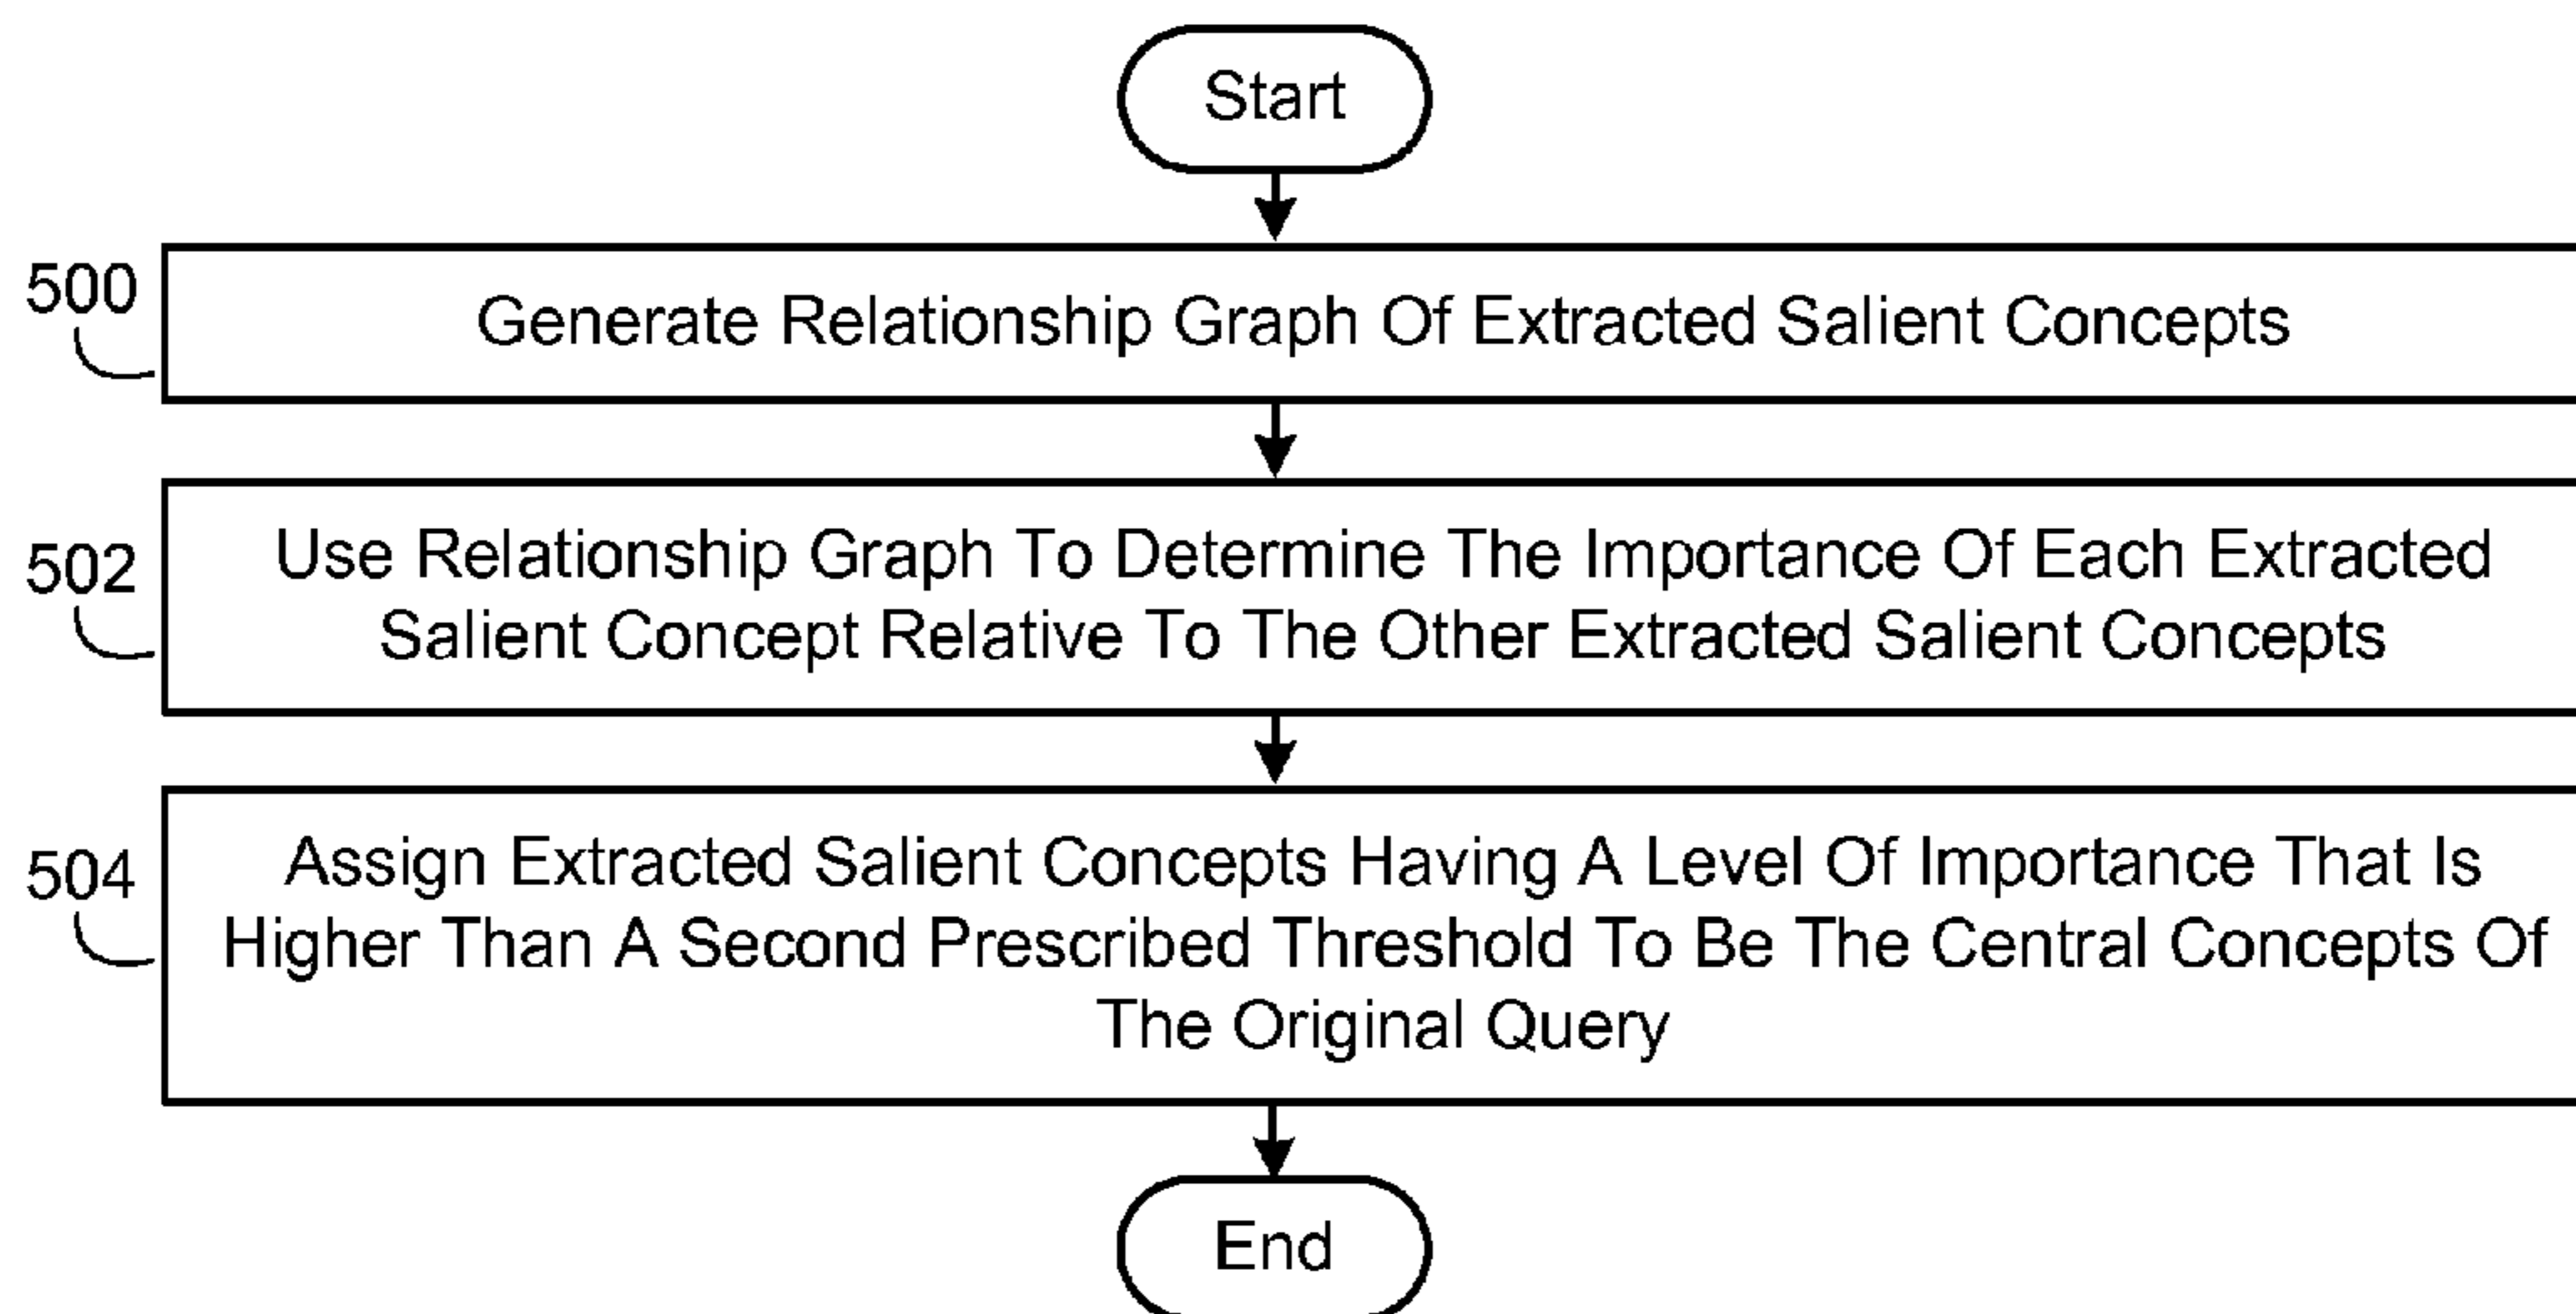 Start
500
Generate Relationship Graph Of Extracted Salient Concepts
502
Use Relationship Graph To Determine The Importance Of Each Extracted
Salient Concept Relative To The Other Extracted Salient Concepts
504
Assign Extracted Salient Concepts Having A Level Of Importance That Is
Higher Than A Second Prescribed Threshold To Be The Central Concepts Of
The Original Query
End